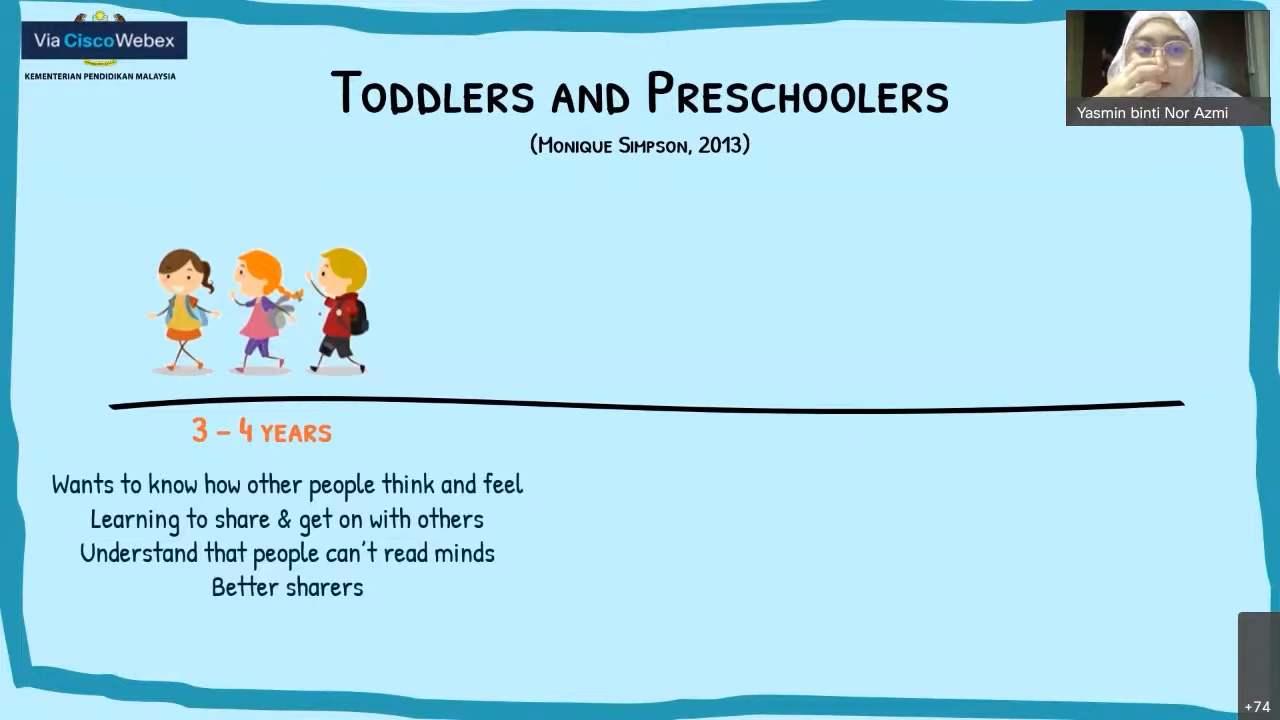 Via CiscoWebex
KEMENTERIAN PENDIDIKAN MALAYSIA
TODDLERS AND PRESCHOOLERS
(MONIQUE SIMPSON, 2013)
Yasmin binti Nor Azmi
3 – 4 YEARS
Wants to know how other people think and feel
Learning to share & get on with others
Understand that people can't read minds
Better sharers
+74